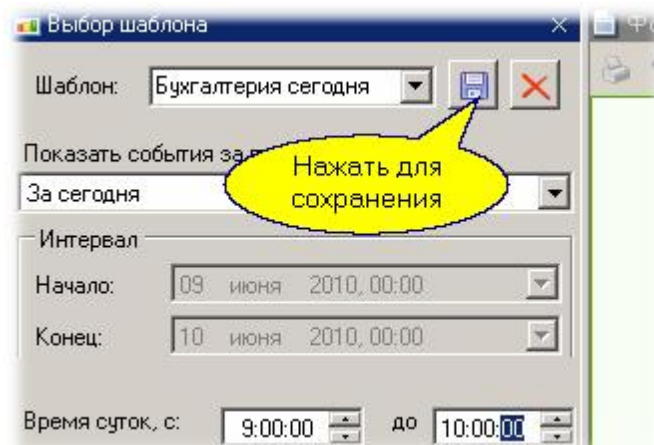 Выбор шаблона
Шаблон: Бухгалтерия сегодня
Показать события за
Нажать для
сохранения
За сегодня
Интервал
Начало: 09 июня 2010, 00:00
Конец: 10 июня 2010, 00:00
Время суток, с: 9:00:00 до 10:00:00